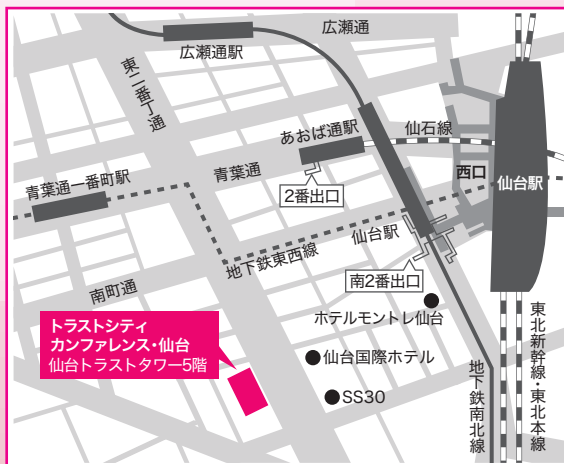 広瀬通
広瀬通駅
東二番丁通
あおば通駅
仙石線
青葉通
西口
仙台駅
青葉通一番町駅
2番出口
仙台駅
地下鉄東西線
南2番出口
南町通
ホテルモントレ仙台
トラストシティ
カンファレンス・仙台
仙台トラストタワー5階
仙台国際ホテル
SS30
地下鉄南北線
東北新幹線・東北本線